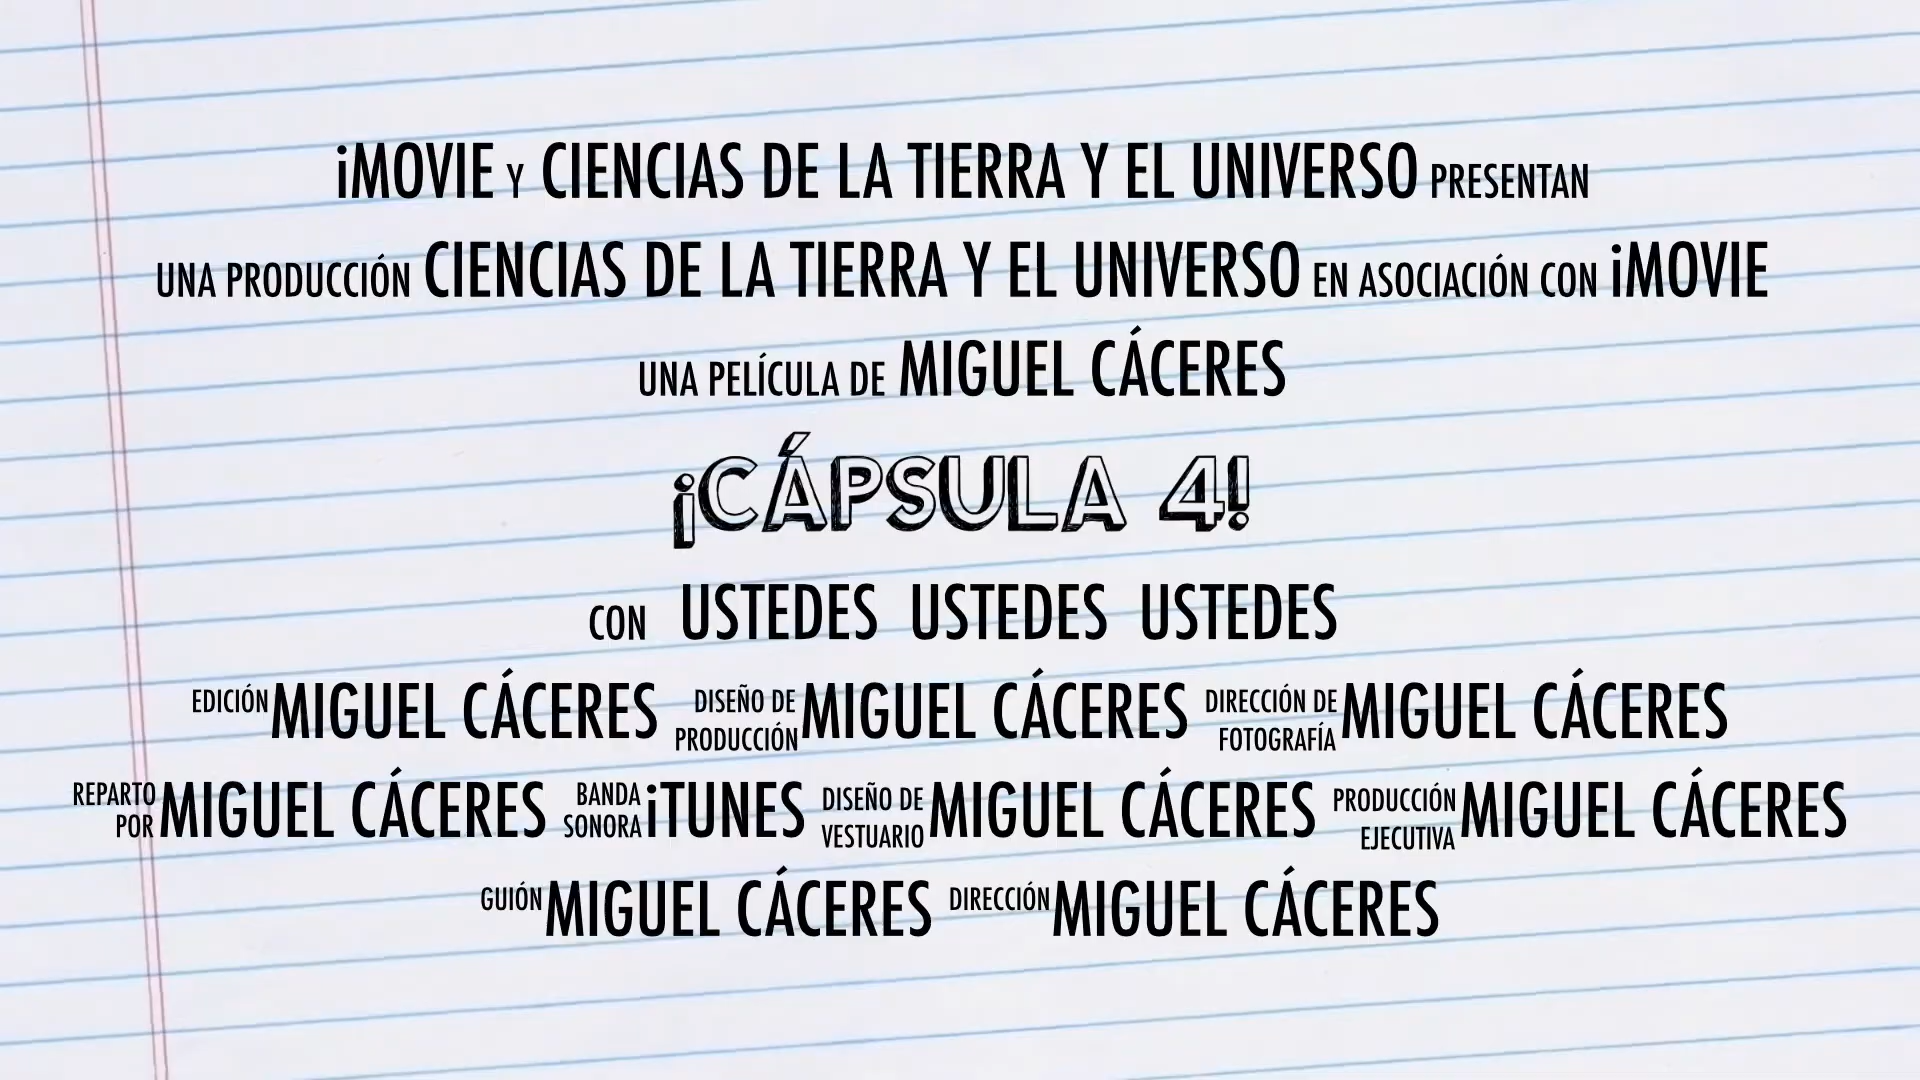 iMOVIE Y CIENCIAS DE LA TIERRA Y EL UNIVERSO PRESENTAN
UNA PRODUCCIÓN CIENCIAS DE LA TIERRA Y EL UNIVERSO EN ASOCIACIÓN CON iMOVIE
UNA PELÍCULA DE MIGUEL CÁCERES
¡CÁPSULA 4!
CON USTEDES USTEDES USTEDES
EDICIÓN MIGUEL CÁCERES DISEÑO DE PRODUCCIÓN MIGUEL CÁCERES DIRECCIÓN DE FOTOGRAFÍA MIGUEL CÁCERES
REPARTO POR MIGUEL CÁCERES BANDA SONORA iTUNES DISEÑO DE VESTUARIO MIGUEL CÁCERES PRODUCCIÓN EJECUTIVA MIGUEL CÁCERES
GUIÓN MIGUEL CÁCERES DIRECCIÓN MIGUEL CÁCERES